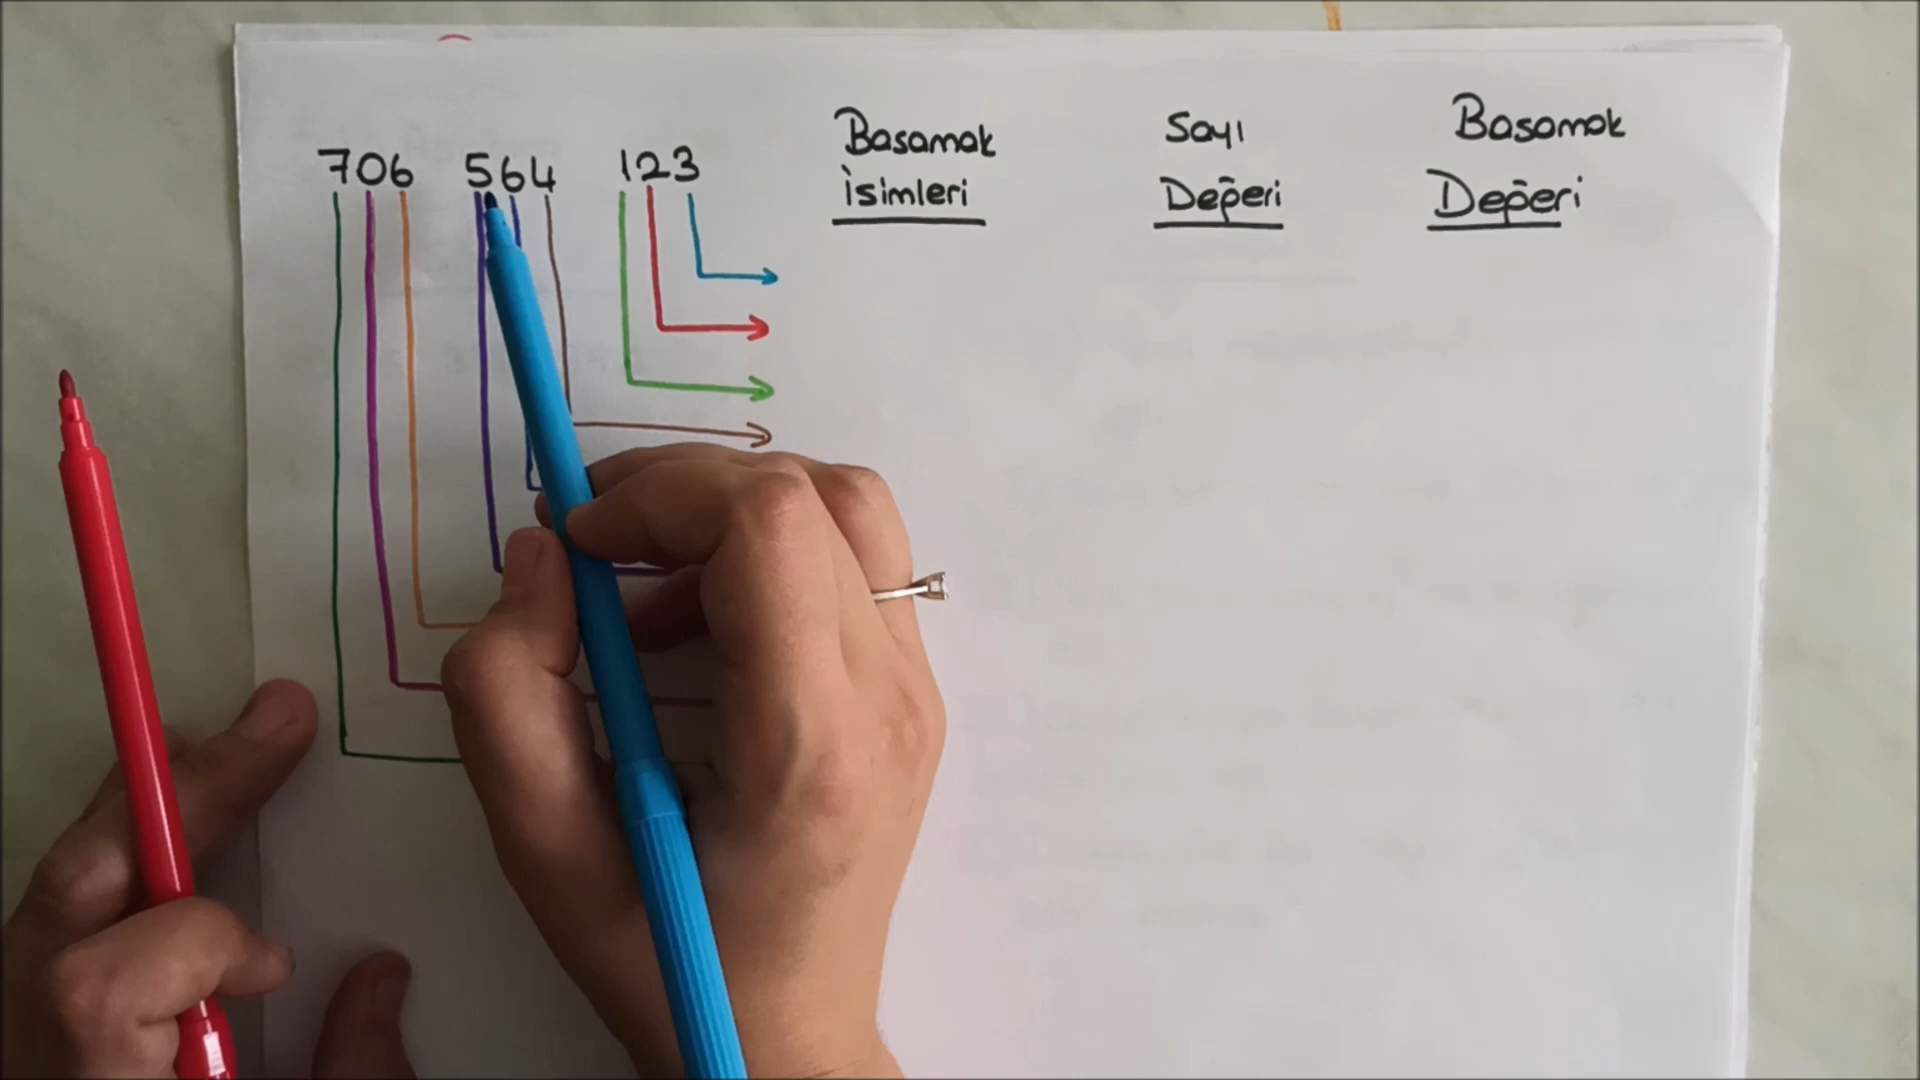 706 564 123
Basamak
İsimleri
Sayı
Değeri
Basamak
Değeri